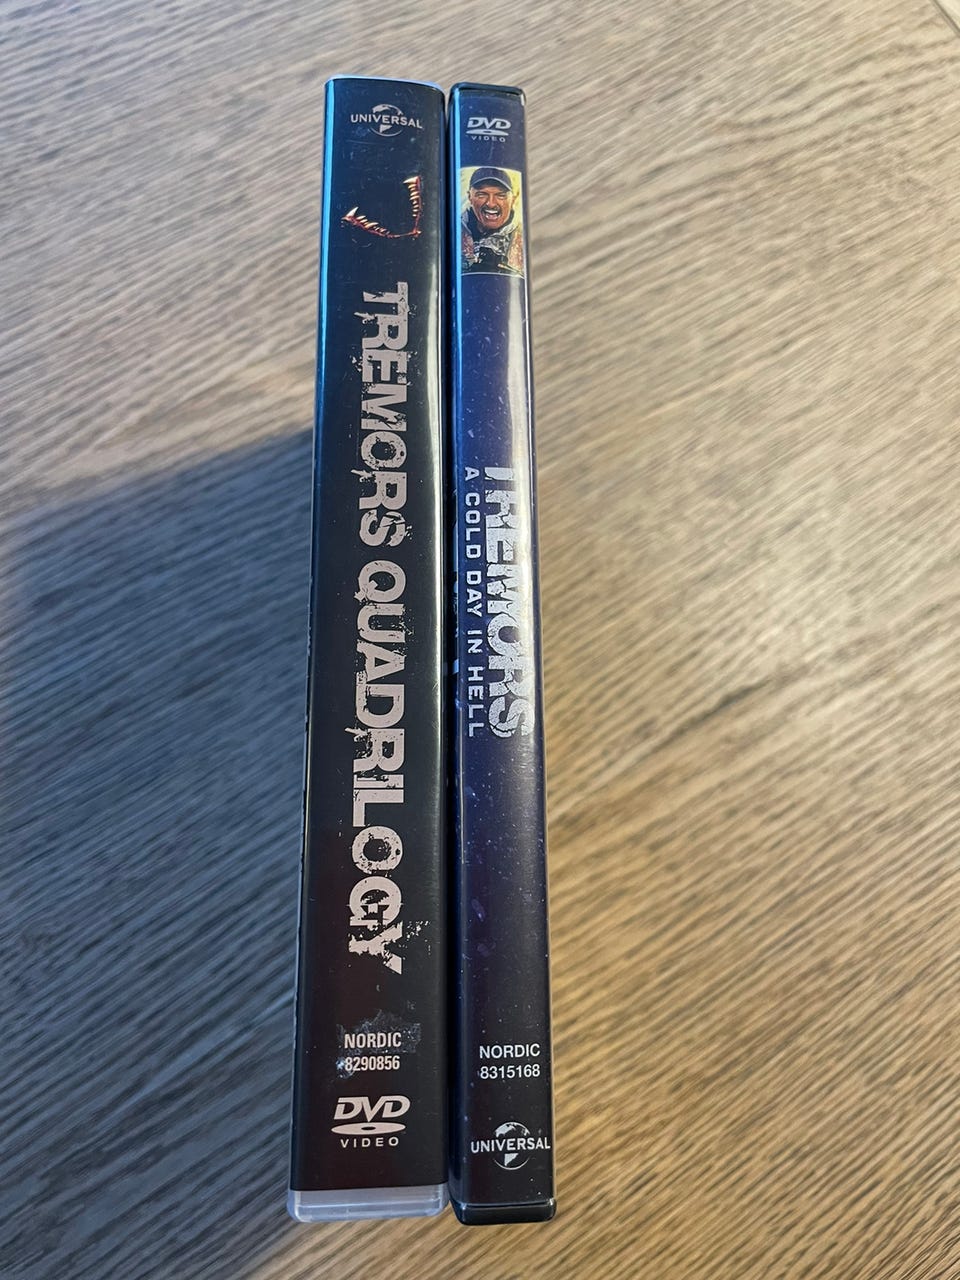 UNIVERSAL
TREMORS QUADRILOGY
NORDIC
8290856
DVD
VIDEO
DVD
VIDEO
TREMORS
A COLD DAY IN HELL
NORDIC
8315168
UNIVERSAL